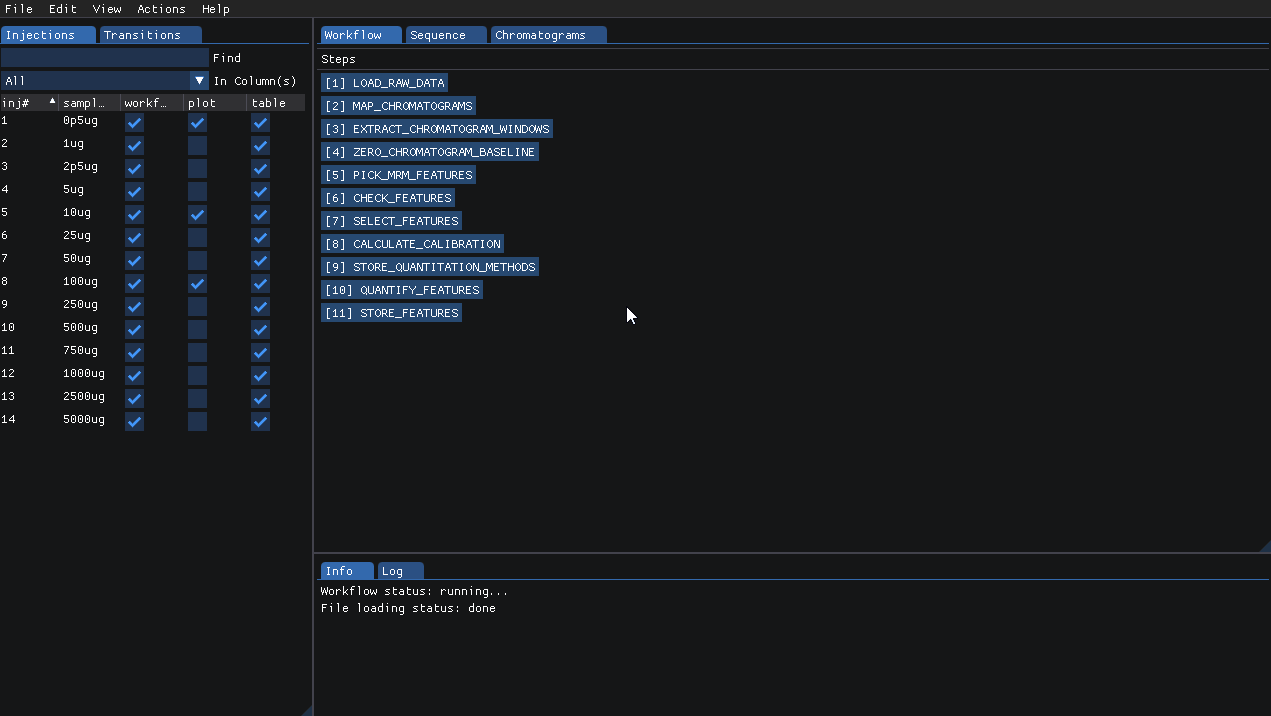 File Edit View Actions Help
Injections Transitions
Find
All In Column(s)
inj# sampl… workf… plot table
1 0p5ug
2 1ug
3 2p5ug
4 5ug
5 10ug
6 25ug
7 50ug
8 100ug
9 250ug
10 500ug
11 750ug
12 1000ug
13 2500ug
14 5000ug
Workflow Sequence Chromatograms
Steps
[1] LOAD_RAW_DATA
[2] MAP_CHROMATOGRAMS
[3] EXTRACT_CHROMATOGRAM_WINDOWS
[4] ZERO_CHROMATOGRAM_BASELINE
[5] PICK_MRM_FEATURES
[6] CHECK_FEATURES
[7] SELECT_FEATURES
[8] CALCULATE_CALIBRATION
[9] STORE_QUANTITATION_METHODS
[10] QUANTIFY_FEATURES
[11] STORE_FEATURES
Info Log
Workflow status: running...
File loading status: done